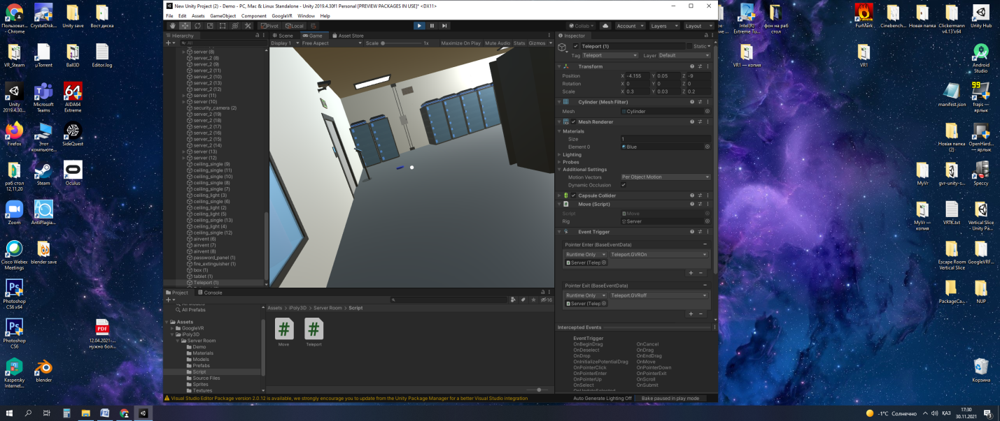 Пользоват... - Chrome
CrystalDisk...
Unity save
Вост диска
VR_Steam
µTorrent
Ball3D
Editor.log
Unity 2019.4.30...
Microsoft Teams
AIDA64 Extreme
Firefox
Этот компьюте...
SideQuest
раб стол 12,11,20
Steam
Oculus
Zoom
AntiPlagia...
Cisco Webex Meetings
blender save
Photoshop CS6 x64
Photoshop CS6
12.04.2021-... нужно бол...
Kaspersky Internet...
blender
New Unity Project (2) - Demo - PC, Mac & Linux Standalone - Unity 2019.4.30f1 Personal [PREVIEW PACKAGES IN USE]* <DX11>
File Edit Assets GameObject Component GoogleVR Window Help
Pivot Local
Collab Account Layers Layout
Hierarchy
All
server (8)
server_2 (8)
server_2 (9)
server_2 (11)
server_2 (10)
server_2 (13)
server_2 (12)
server (11)
server (10)
security_camera (2)
server_2 (19)
server_2 (18)
server_2 (17)
server_2 (16)
server_2 (15)
server_2 (14)
server (13)
server (12)
ceiling_single (9)
ceiling_single (11)
ceiling_single (10)
ceiling_single (8)
ceiling_single (7)
ceiling_light (3)
ceiling_single (6)
ceiling_light (2)
ceiling_light (5)
ceiling_single (13)
ceiling_light (4)
ceiling_single (12)
airvent (6)
airvent (7)
airvent (8)
password_panel (1)
fire_extinguisher (1)
box (1)
tablet (1)
Teleport (1)
Scene Game Asset Store
Display 1 Free Aspect Scale 1x Maximize On Play Mute Audio Stats Gizmos
Inspector
Teleport (1) Static
Tag Teleport Layer Default
Transform
Position X -4.155 Y 0.05 Z -9
Rotation X 0 Y 0 Z 0
Scale X 0.3 Y 0.03 Z 0.2
Cylinder (Mesh Filter)
Mesh Cylinder
Mesh Renderer
Materials
Size 1
Element 0 Blue
Lighting
Probes
Additional Settings
Motion Vectors Per Object Motion
Dynamic Occlusion
Capsule Collider
Move (Script)
Script Move
Rig Server
Event Trigger
Pointer Enter (BaseEventData)
Runtime Only Teleport.GVROn
Server (Telep
Pointer Exit (BaseEventData)
Runtime Only Teleport.GVRoff
Server (Telep
Intercepted Events
EventTrigger
OnBeginDrag OnCancel
OnDeselect OnDrag
OnDrop OnEndDrag
OnInitializePotentialDrag OnMove
OnPointerClick OnPointerDown
OnPointerEnter OnPointerExit
OnPointerUp OnScroll
OnSelect OnSubmit
Project Console
16
All Prefabs
Assets
GoogleVR
iPoly3D
Server Room
Demo
Materials
Models
Prefabs
Script
Source Files
Sprites
Textures
Assets > iPoly3D > Server Room > Script
Move
Teleport
Visual Studio Editor Package version 2.0.12 is available, we strongly encourage you to update from the Unity Package Manager for a better Visual Studio integration
Auto Generate Lighting Off Bake paused in play mode
Intel(R) Extreme Tu...
фон на раб стол
FurMark
Cinebench...
Новая папка
Clickermann v4.13 x64
Unity Hub
VR1 — копия
VR1
Android Studio
manifest.json
fraps — ярлык
Новая папка (2)
OpenHard... — ярлык
MyVr
gvr-unity-s...
Speccy
MyVr — копия
VRTK.txt
Vertical Slice - Unity Pa...
Escape Room Vertical Slice
GoogleVRF...
PackageCa...
NUP
Корзина
-1°C Солнечно
ҚАЗ
17:30
30.11.2021